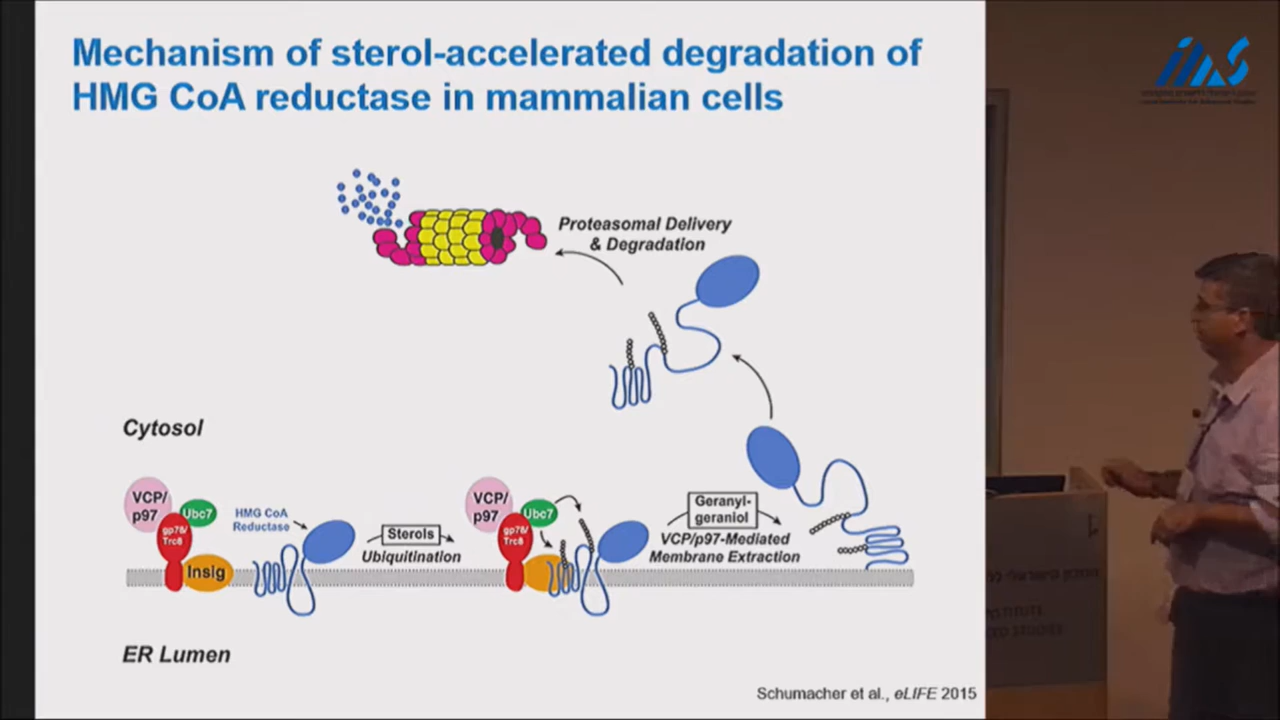 Mechanism of sterol-accelerated degradation of
HMG CoA reductase in mammalian cells
Proteasomal Delivery
& Degradation
Cytosol
VCP/
p97
Ubc7
gp78/
Trc8
Insig
HMG CoA
Reductase
Sterols
Ubiquitination
VCP/
p97
Ubc7
gp78/
Trc8
Geranyl-
geraniol
VCP/p97-Mediated
Membrane Extraction
ER Lumen
Schumacher et al., eLIFE 2015